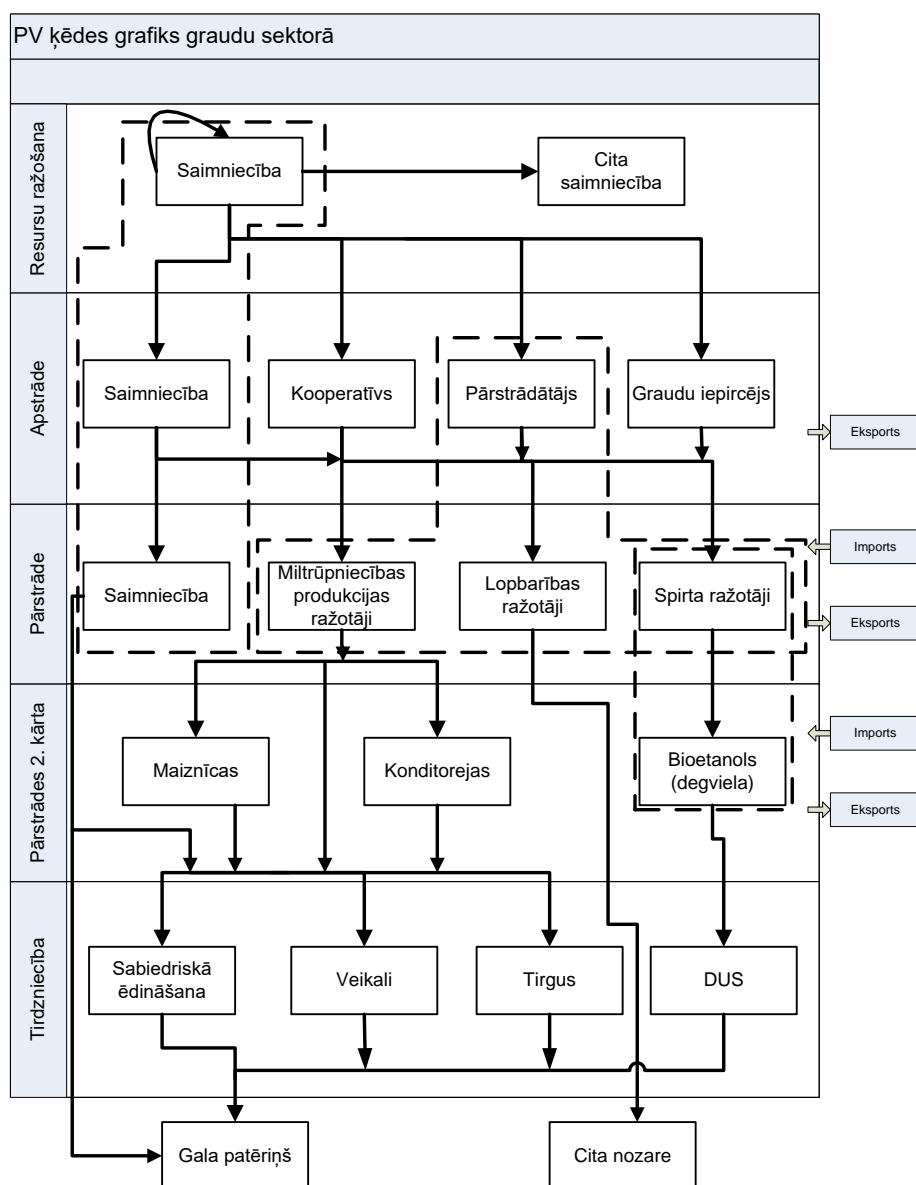 PV ķēdes grafiks graudu sektorā
Resursu ražošana
Saimniecība
Cita
saimniecība
Apstrāde
Saimniecība
Kooperatīvs
Pārstrādātājs
Graudu iepircējs
Eksports
Pārstrāde
Saimniecība
Miltrūpniecības
produkcijas
ražotāji
Lopbarības
ražotāji
Spirta ražotāji
Imports
Eksports
Pārstrādes 2. kārta
Maiznīcas
Konditorejas
Bioetanols
(degviela)
Imports
Eksports
Tirdzniecība
Sabiedriskā
ēdināšana
Veikali
Tirgus
DUS
Gala patēriņš
Cita nozare